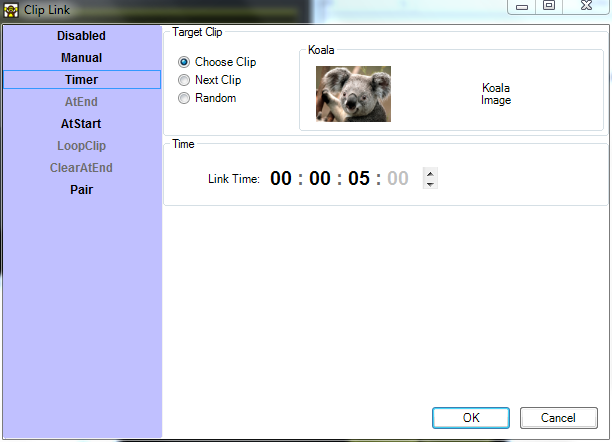 Clip Link
Disabled
Manual
Timer
AtEnd
AtStart
LoopClip
ClearAtEnd
Pair
Target Clip
Choose Clip
Next Clip
Random
Koala
Koala
Image
Time
Link Time: 00 : 00 : 05 : 00
OK
Cancel